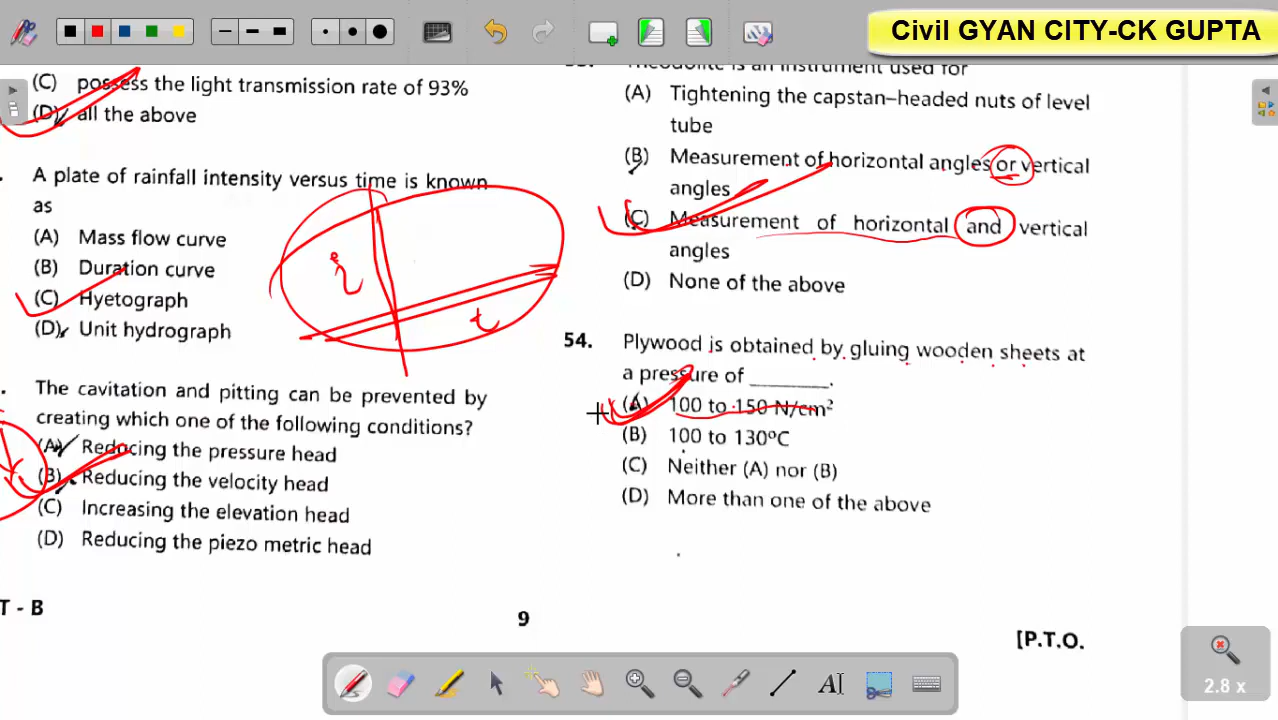 Civil GYAN CITY-CK GUPTA
(C) possess the light transmission rate of 93%
(D) all the above
. A plate of rainfall intensity versus time is known
as
(A) Mass flow curve
(B) Duration curve
(C) Hyetograph
(D) Unit hydrograph
i
t
. The cavitation and pitting can be prevented by
creating which one of the following conditions?
(A) Reducing the pressure head
(B) Reducing the velocity head
(C) Increasing the elevation head
(D) Reducing the piezo metric head
T - B
9
Theodolite is an instrument used for
(A) Tightening the capstan–headed nuts of level
tube
(B) Measurement of horizontal angles or vertical
angles
(C) Measurement of horizontal and vertical
angles
(D) None of the above
54. Plywood is obtained by gluing wooden sheets at
a pressure of ________.
(A) 100 to 150 N/cm²
(B) 100 to 130ºC
(C) Neither (A) nor (B)
(D) More than one of the above
[P.T.O.
AI
2.8 x